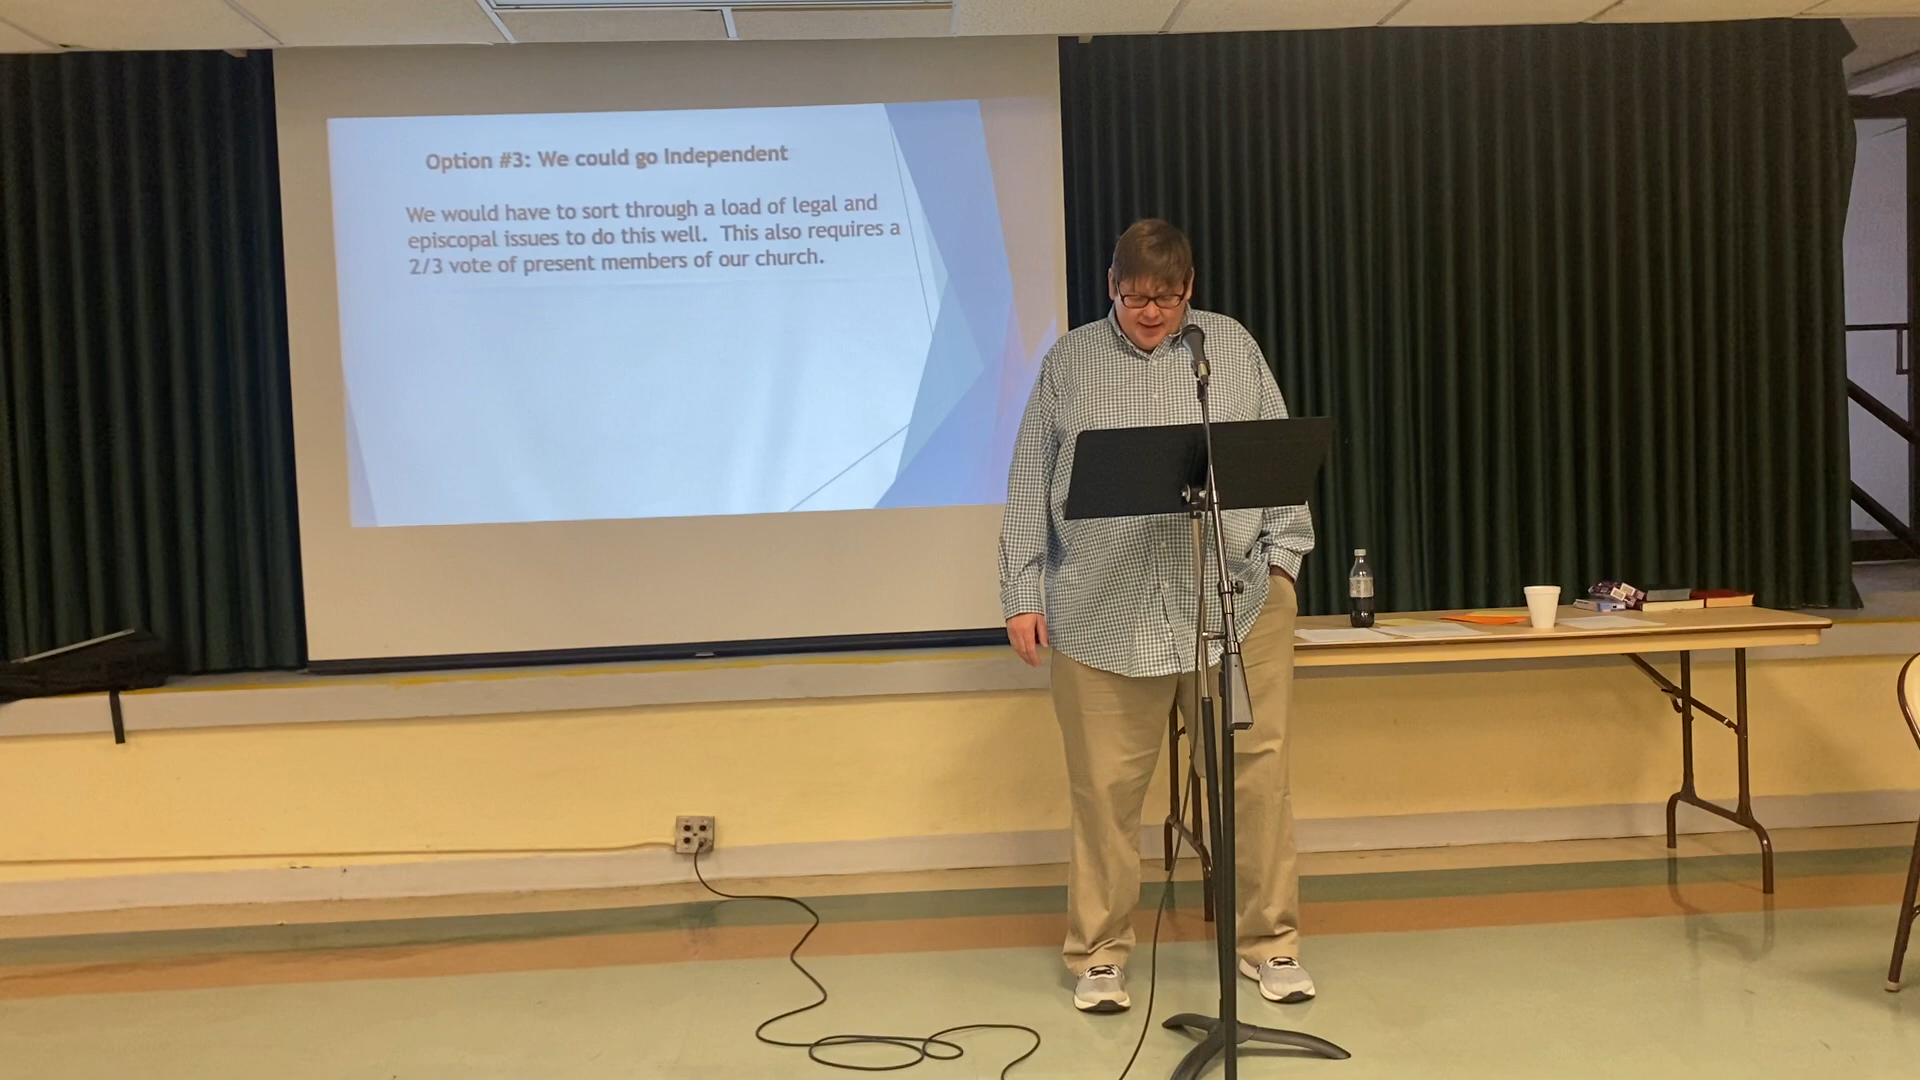 Option #3: We could go Independent
We would have to sort through a load of legal and
episcopal issues to do this well.  This also requires a
2/3 vote of present members of our church.